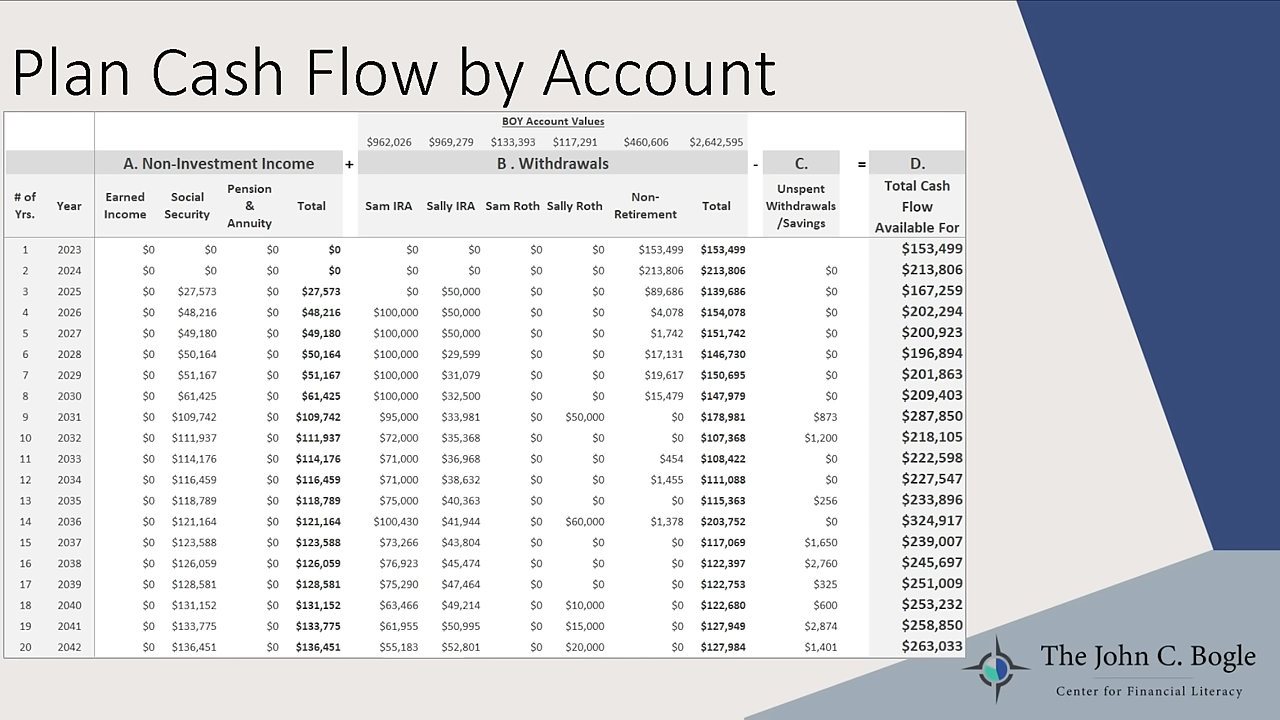 Plan Cash Flow by Account
BOY Account Values
$962,026 $969,279 $133,393 $117,291 $460,606 $2,642,595
A. Non-Investment Income + B . Withdrawals - C. = D.
# of Yrs. Year Earned Income Social Security Pension & Annuity Total Sam IRA Sally IRA Sam Roth Sally Roth Non-Retirement Total Unspent Withdrawals /Savings Total Cash Flow Available For
1 2023 $0 $0 $0 $0 $0 $0 $0 $0 $153,499 $153,499 $153,499
2 2024 $0 $0 $0 $0 $0 $0 $0 $0 $213,806 $213,806 $0 $213,806
3 2025 $0 $27,573 $0 $27,573 $0 $50,000 $0 $0 $89,686 $139,686 $0 $167,259
4 2026 $0 $48,216 $0 $48,216 $100,000 $50,000 $0 $0 $4,078 $154,078 $0 $202,294
5 2027 $0 $49,180 $0 $49,180 $100,000 $50,000 $0 $0 $1,742 $151,742 $0 $200,923
6 2028 $0 $50,164 $0 $50,164 $100,000 $29,599 $0 $0 $17,131 $146,730 $0 $196,894
7 2029 $0 $51,167 $0 $51,167 $100,000 $31,079 $0 $0 $19,617 $150,695 $0 $201,863
8 2030 $0 $61,425 $0 $61,425 $100,000 $32,500 $0 $0 $15,479 $147,979 $0 $209,403
9 2031 $0 $109,742 $0 $109,742 $95,000 $33,981 $0 $50,000 $0 $178,981 $873 $287,850
10 2032 $0 $111,937 $0 $111,937 $72,000 $35,368 $0 $0 $0 $107,368 $1,200 $218,105
11 2033 $0 $114,176 $0 $114,176 $71,000 $36,968 $0 $0 $454 $108,422 $0 $222,598
12 2034 $0 $116,459 $0 $116,459 $71,000 $38,632 $0 $0 $1,455 $111,088 $0 $227,547
13 2035 $0 $118,789 $0 $118,789 $75,000 $40,363 $0 $0 $0 $115,363 $256 $233,896
14 2036 $0 $121,164 $0 $121,164 $100,430 $41,944 $0 $60,000 $1,378 $203,752 $0 $324,917
15 2037 $0 $123,588 $0 $123,588 $73,266 $43,804 $0 $0 $0 $117,069 $1,650 $239,007
16 2038 $0 $126,059 $0 $126,059 $76,923 $45,474 $0 $0 $0 $122,397 $2,760 $245,697
17 2039 $0 $128,581 $0 $128,581 $75,290 $47,464 $0 $0 $0 $122,753 $325 $251,009
18 2040 $0 $131,152 $0 $131,152 $63,466 $49,214 $0 $10,000 $0 $122,680 $600 $253,232
19 2041 $0 $133,775 $0 $133,775 $61,955 $50,995 $0 $15,000 $0 $127,949 $2,874 $258,850
20 2042 $0 $136,451 $0 $136,451 $55,183 $52,801 $0 $20,000 $0 $127,984 $1,401 $263,033
The John C. Bogle
Center for Financial Literacy